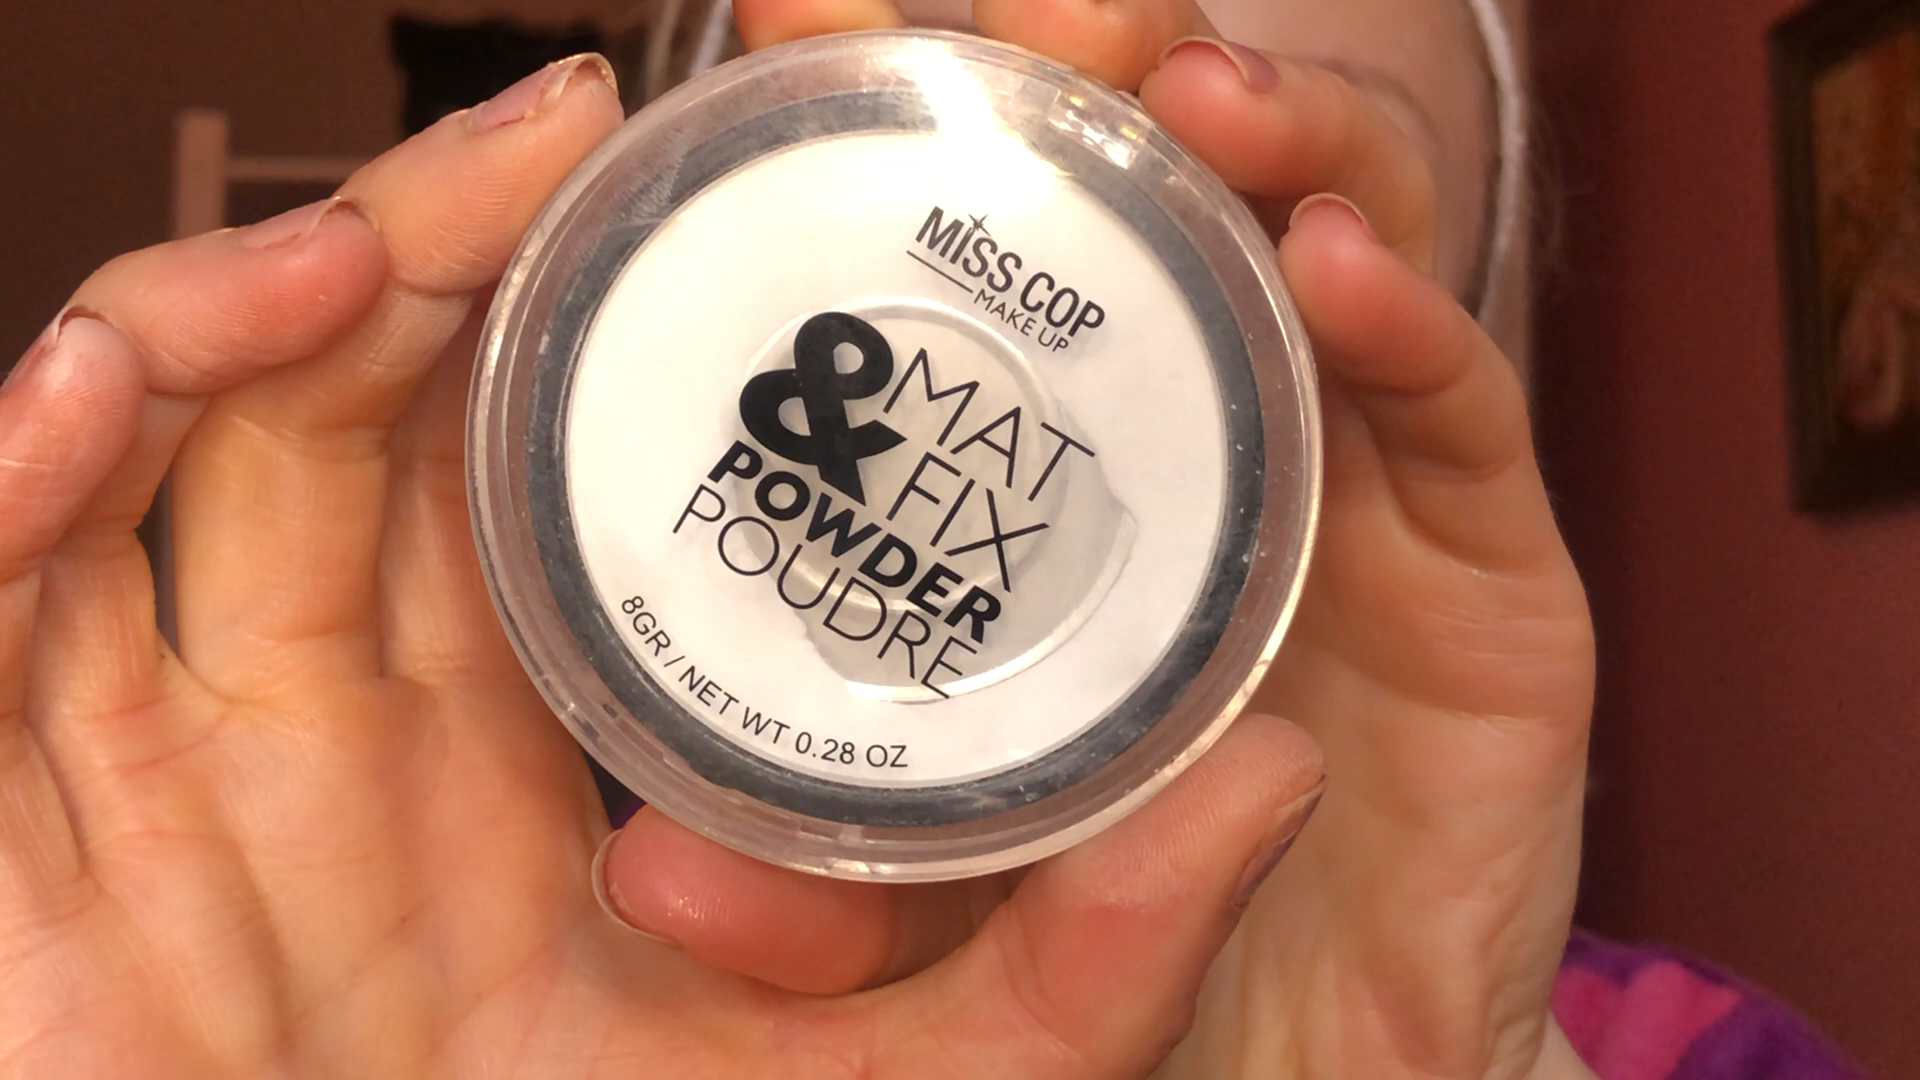 MISS COP
MAKE UP
& MAT
FIX
POWDER
POUDRE
8GR / NET WT 0.28 OZ